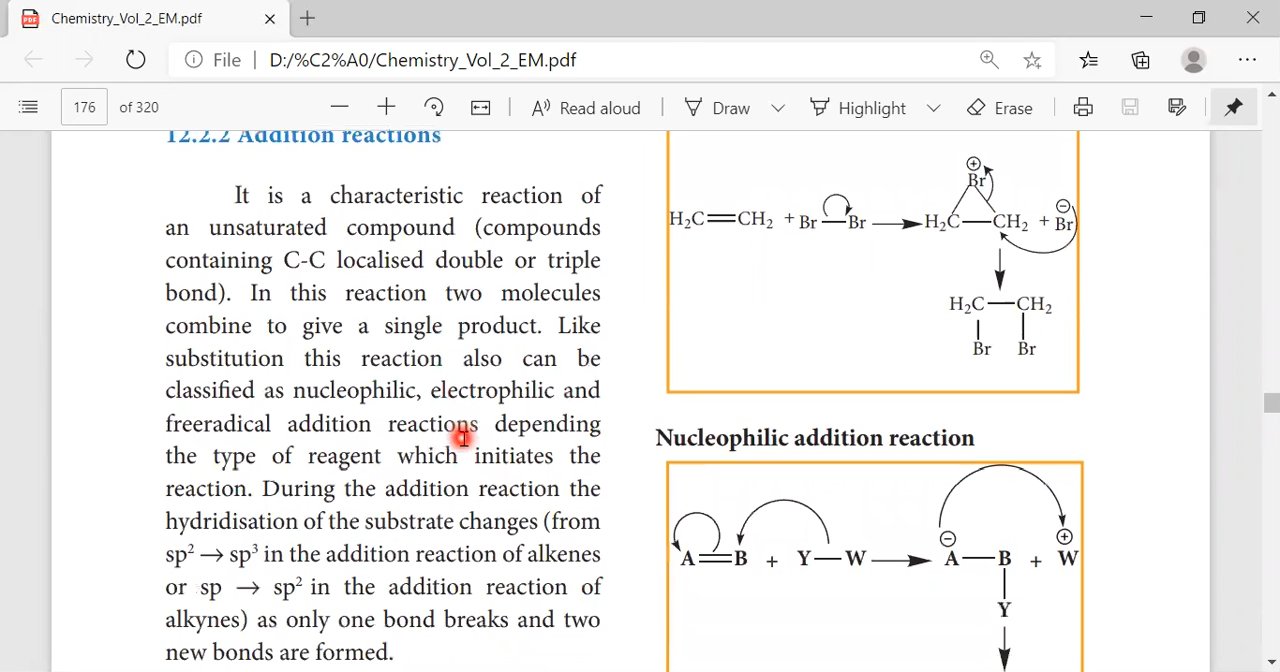 Chemistry_Vol_2_EM.pdf
File | D:/%C2%A0/Chemistry_Vol_2_EM.pdf
176 of 320 Read aloud Draw Highlight Erase
12.2.2 Addition reactions
It is a characteristic reaction of
an unsaturated compound (compounds
containing C-C localised double or triple
bond). In this reaction two molecules
combine to give a single product. Like
substitution this reaction also can be
classified as nucleophilic, electrophilic and
freeradical addition reactions depending
the type of reagent which initiates the
reaction. During the addition reaction the
hydridisation of the substrate changes (from
sp² → sp³ in the addition reaction of alkenes
or sp → sp² in the addition reaction of
alkynes) as only one bond breaks and two
new bonds are formed.
⊕
Br
H₂C=CH₂ + Br—Br → H₂C—CH₂ + Br⊖
H₂C—CH₂
Br Br
Nucleophilic addition reaction
A=B + Y—W → A⊖—B + W⊕
Y